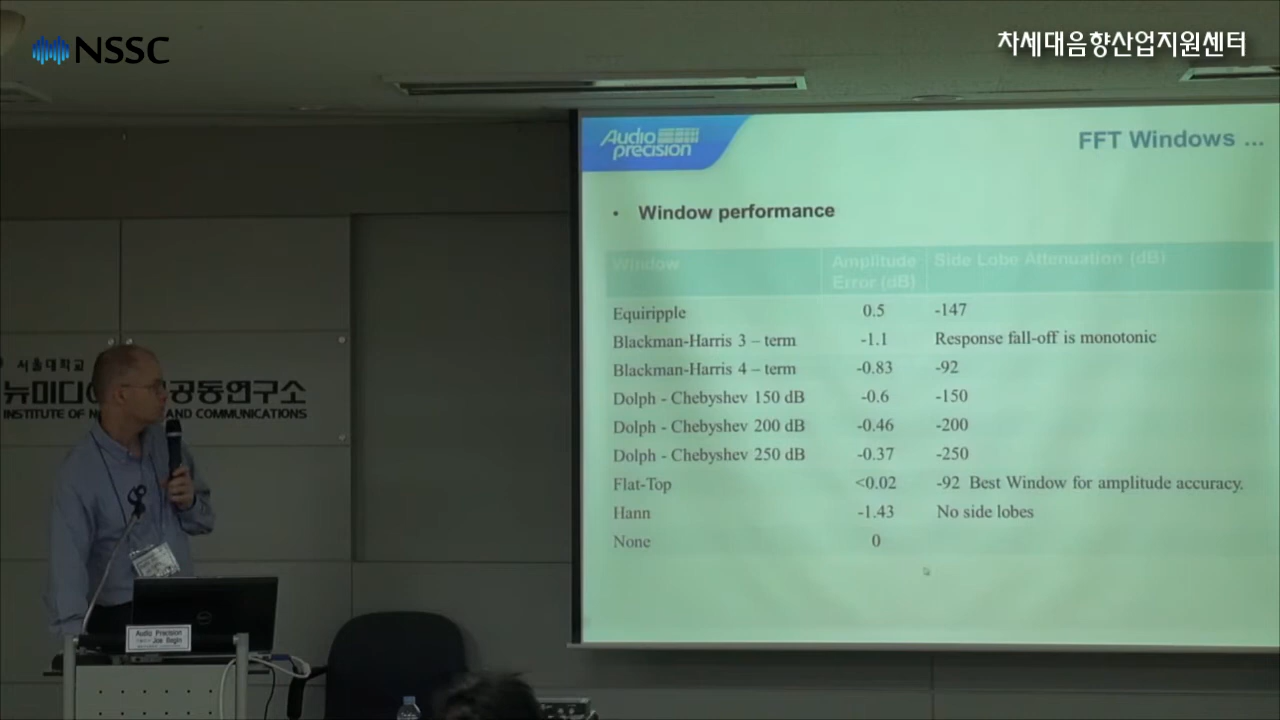 NSSC
차세대음향산업지원센터
Audio precision
FFT Windows ...
• Window performance
Window Amplitude Error (dB) Side Lobe Attenuation (dB)
Equiripple 0.5 -147
Blackman-Harris 3 – term -1.1 Response fall-off is monotonic
Blackman-Harris 4 – term -0.83 -92
Dolph - Chebyshev 150 dB -0.6 -150
Dolph - Chebyshev 200 dB -0.46 -200
Dolph - Chebyshev 250 dB -0.37 -250
Flat-Top <0.02 -92 Best Window for amplitude accuracy.
Hann -1.43 No side lobes
None 0
서울대학교
뉴미디 공동연구소
INSTITUTE OF AND COMMUNICATIONS
Audio Precision
Joe Begin